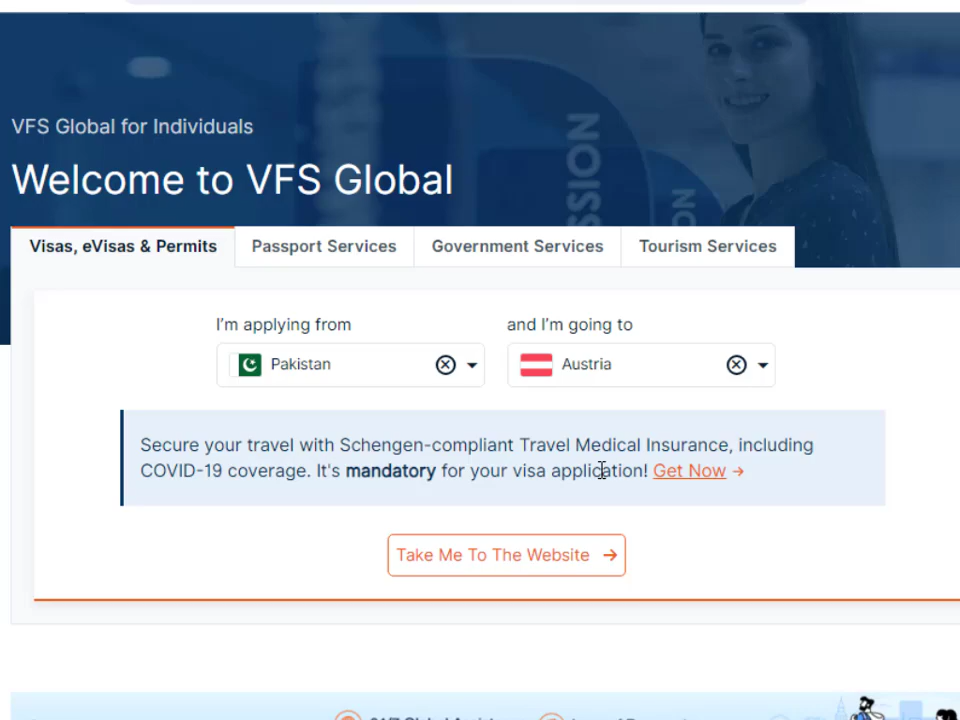 SSION
ON
VFS Global for Individuals
Welcome to VFS Global
Visas, eVisas & Permits Passport Services Government Services Tourism Services
I'm applying from and I'm going to
Pakistan Austria
Secure your travel with Schengen-compliant Travel Medical Insurance, including
COVID-19 coverage. It's mandatory for your visa application! Get Now →
Take Me To The Website →